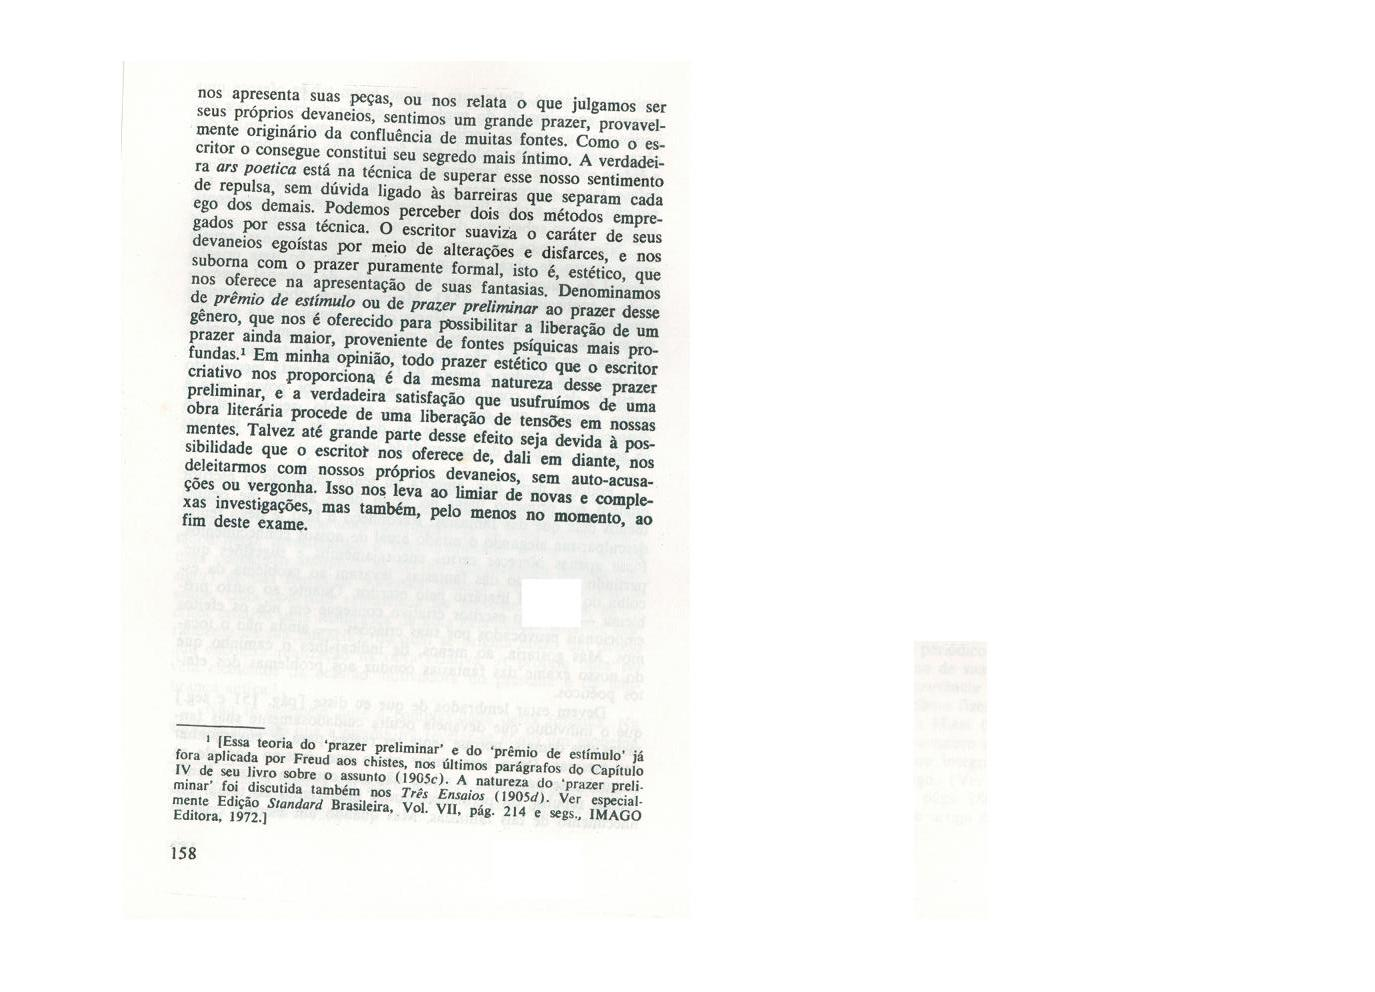 nos apresenta suas peças, ou nos relata o que julgamos ser
seus próprios devaneios, sentimos um grande prazer, provavel-
mente originário da confluência de muitas fontes. Como o es-
critor o consegue constitui seu segredo mais íntimo. A verdadei-
ra ars poetica está na técnica de superar esse nosso sentimento
de repulsa, sem dúvida ligado às barreiras que separam cada
ego dos demais. Podemos perceber dois dos métodos empre-
gados por essa técnica. O escritor suaviza o caráter de seus
devaneios egoístas por meio de alterações e disfarces, e nos
suborna com o prazer puramente formal, isto é, estético, que
nos oferece na apresentação de suas fantasias. Denominamos
de prêmio de estímulo ou de prazer preliminar ao prazer desse
gênero, que nos é oferecido para possibilitar a liberação de um
prazer ainda maior, proveniente de fontes psíquicas mais pro-
fundas.¹ Em minha opinião, todo prazer estético que o escritor
criativo nos proporciona é da mesma natureza desse prazer
preliminar, e a verdadeira satisfação que usufruímos de uma
obra literária procede de uma liberação de tensões em nossas
mentes. Talvez até grande parte desse efeito seja devida à pos-
sibilidade que o escritor nos oferece de, dali em diante, nos
deleitarmos com nossos próprios devaneios, sem auto-acusa-
ções ou vergonha. Isso nos leva ao limiar de novas e comple-
xas investigações, mas também, pelo menos no momento, ao
fim deste exame.
¹ [Essa teoria do 'prazer preliminar' e do 'prêmio de estímulo' já
fora aplicada por Freud aos chistes, nos últimos parágrafos do Capítulo
IV de seu livro sobre o assunto (1905c). A natureza do 'prazer preli-
minar' foi discutida também nos Três Ensaios (1905d). Ver especial-
mente Edição Standard Brasileira, Vol. VII, pág. 214 e segs., IMAGO
Editora, 1972.]
158